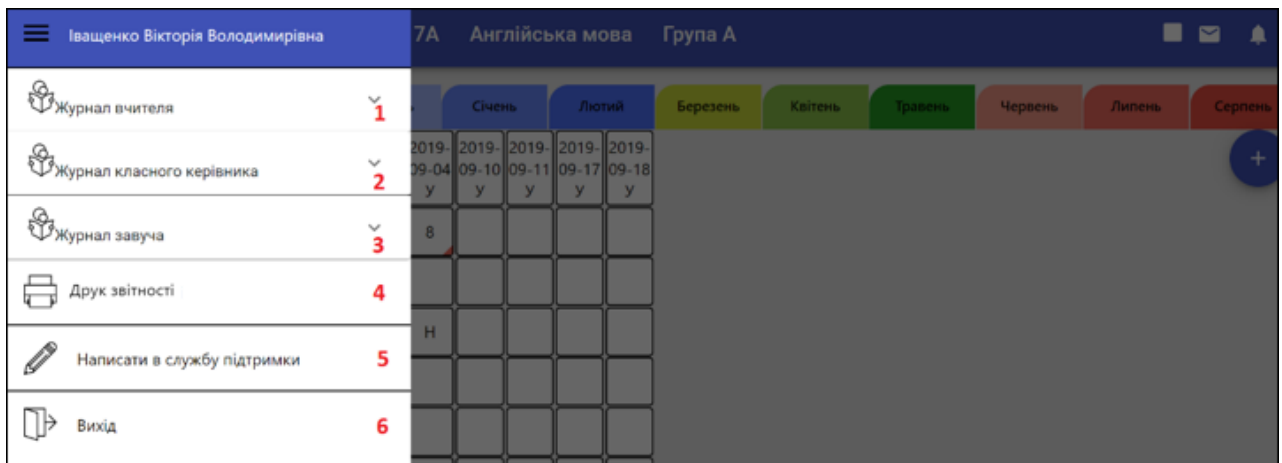 Іващенко Вікторія Володимирівна
7А Англійська мова Група А
Журнал вчителя 1
Січень Лютий Березень Квітень Травень Червень Липень Серпень
Журнал класного керівника 2
2019- 2019- 2019- 2019- 2019-
09-04 09-10 09-11 09-17 09-18
У У У У У
+
Журнал завуча 3
8
Друк звітності 4
Н
Написати в службу підтримки 5
Вихід 6